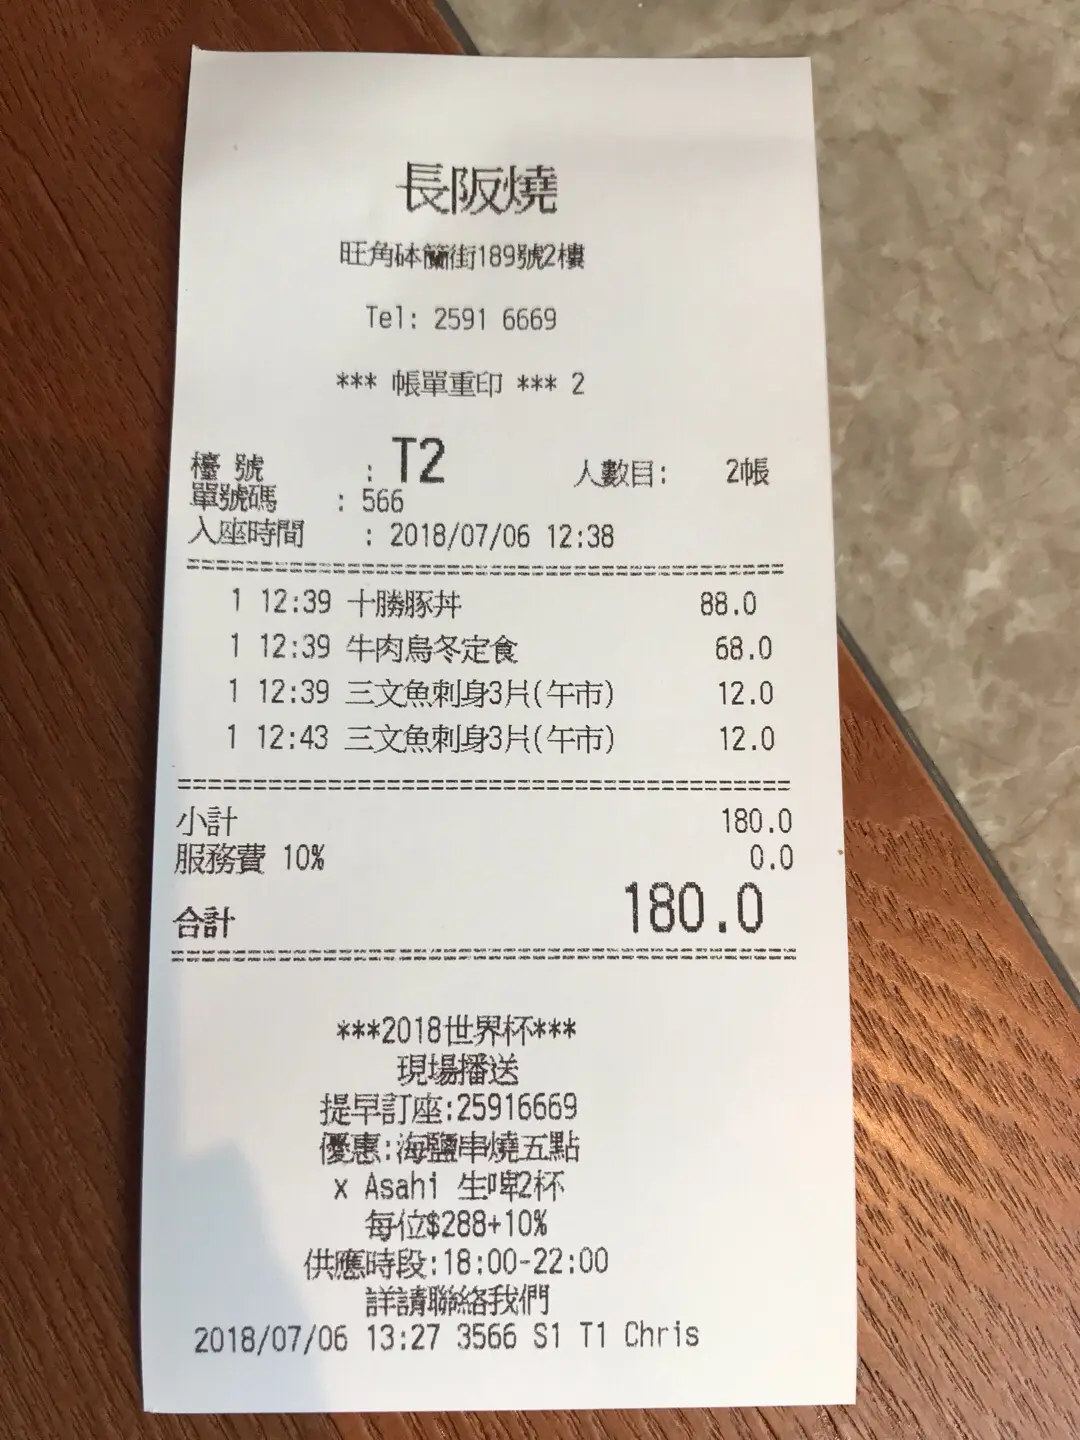 長阪燒
旺角砵蘭街189號2樓
Tel: 2591 6669
*** 帳單重印 *** 2
檯 號 : T2 人數目: 2帳
單號碼 : 566
入座時間 : 2018/07/06 12:38
1 12:39 十勝豚丼 88.0
1 12:39 牛肉烏冬定食 68.0
1 12:39 三文魚刺身3片(午市) 12.0
1 12:43 三文魚刺身3片(午市) 12.0
小計 180.0
服務費 10% 0.0
合計 180.0
***2018世界杯***
現場播送
提早訂座:25916669
優惠:海鹽串燒五點
x Asahi 生啤2杯
每位$288+10%
供應時段:18:00-22:00
詳請聯絡我們
2018/07/06 13:27 3566 S1 T1 Chris